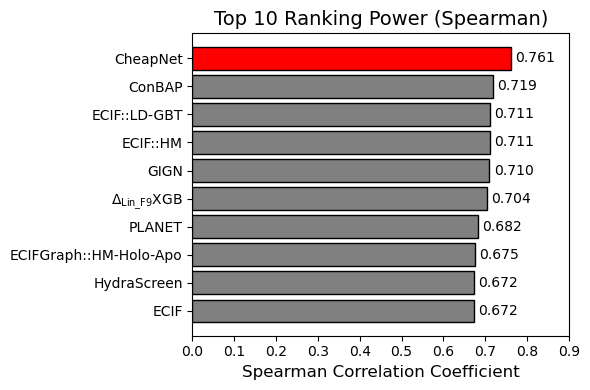 Top 10 Ranking Power (Spearman)
CheapNet 0.761
ConBAP 0.719
ECIF::LD-GBT 0.711
ECIF::HM 0.711
GIGN 0.710
Δ_Lin_F9XGB 0.704
PLANET 0.682
ECIFGraph::HM-Holo-Apo 0.675
HydraScreen 0.672
ECIF 0.672
0.0 0.1 0.2 0.3 0.4 0.5 0.6 0.7 0.8 0.9
Spearman Correlation Coefficient